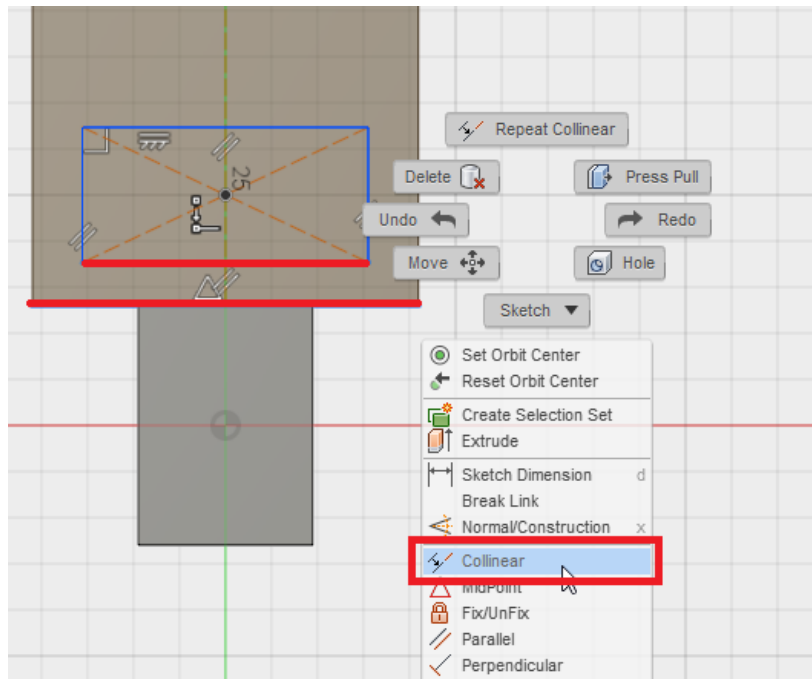 Repeat Collinear
Delete
Press Pull
25
Undo
Redo
Move
Hole
Sketch
Set Orbit Center
Reset Orbit Center
Create Selection Set
Extrude
Sketch Dimension d
Break Link
Normal/Construction x
Collinear
MidPoint
Fix/UnFix
Parallel
Perpendicular